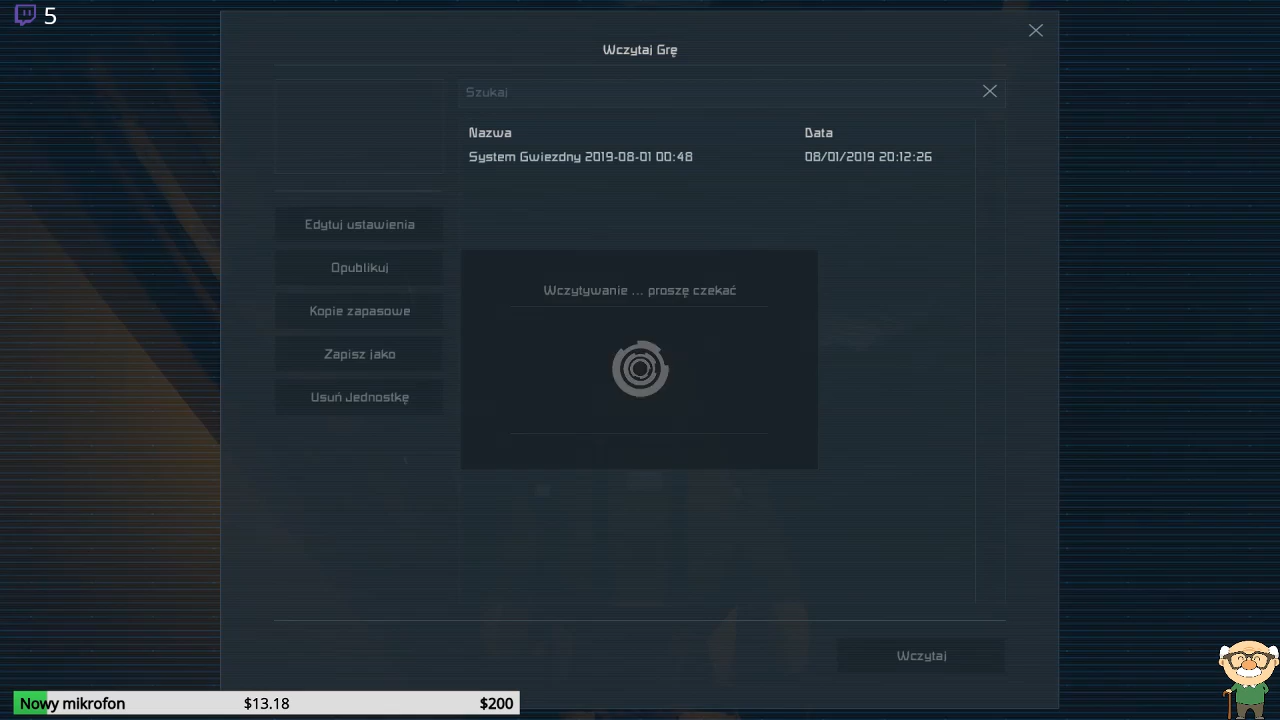 5
Wczytaj Grę
Szukaj
Nazwa Data
System Gwiezdny 2019-08-01 00:48 08/01/2019 20:12:26
Edytuj ustawienia
Opublikuj
Kopie zapasowe
Zapisz jako
Usuń Jednostkę
Wczytywanie ... proszę czekać
Wczytaj
Nowy mikrofon $13.18 $200